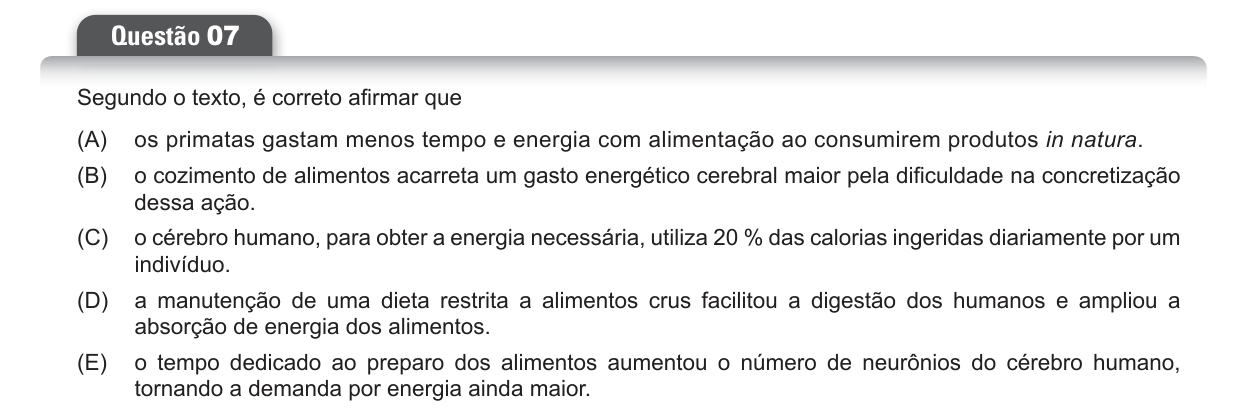 Questão 07
Segundo o texto, é correto afirmar que
(A) os primatas gastam menos tempo e energia com alimentação ao consumirem produtos in natura.
(B) o cozimento de alimentos acarreta um gasto energético cerebral maior pela dificuldade na concretização
dessa ação.
(C) o cérebro humano, para obter a energia necessária, utiliza 20 % das calorias ingeridas diariamente por um
indivíduo.
(D) a manutenção de uma dieta restrita a alimentos crus facilitou a digestão dos humanos e ampliou a
absorção de energia dos alimentos.
(E) o tempo dedicado ao preparo dos alimentos aumentou o número de neurônios do cérebro humano,
tornando a demanda por energia ainda maior.